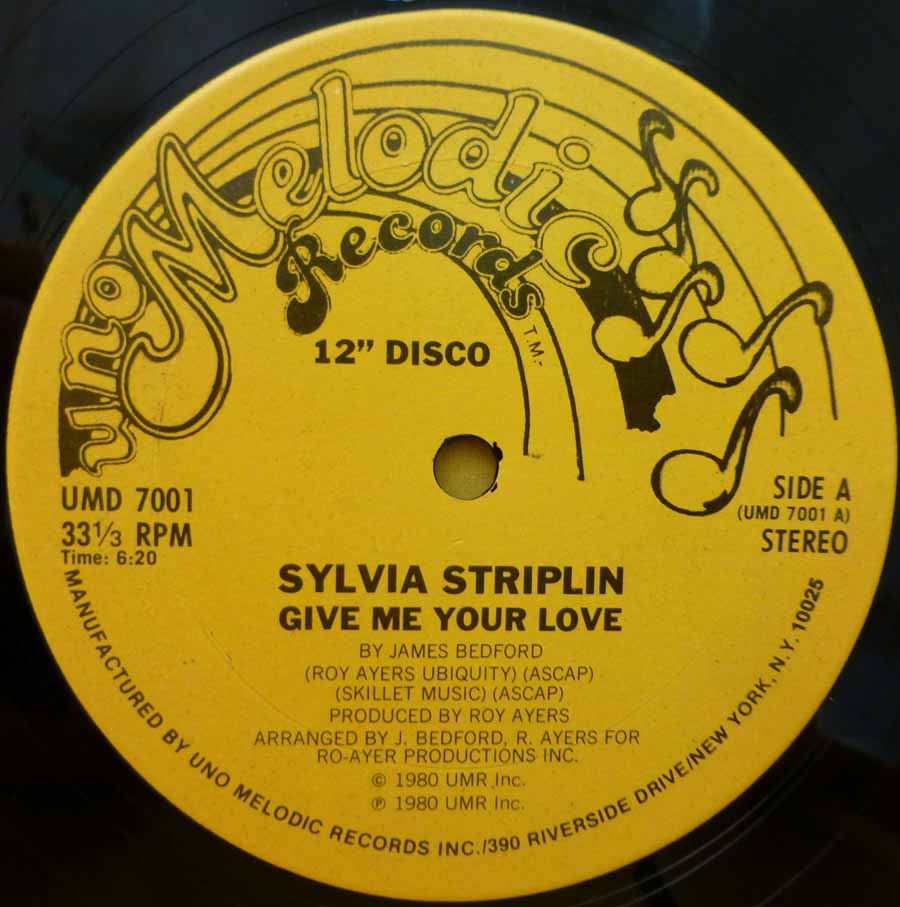 uno Melodic
Records
T.M.
12” DISCO
UMD 7001
33⅓ RPM
Time: 6:20
SIDE A
(UMD 7001 A)
STEREO
SYLVIA STRIPLIN
GIVE ME YOUR LOVE
BY JAMES BEDFORD
(ROY AYERS UBIQUITY) (ASCAP)
(SKILLET MUSIC) (ASCAP)
PRODUCED BY ROY AYERS
ARRANGED BY J. BEDFORD, R. AYERS FOR
RO-AYER PRODUCTIONS INC.
© 1980 UMR,Inc.
℗ 1980 UMR Inc.
MANUFACTURED BY UNO MELODIC RECORDS INC./390 RIVERSIDE DRIVE/NEW YORK, N.Y. 10025